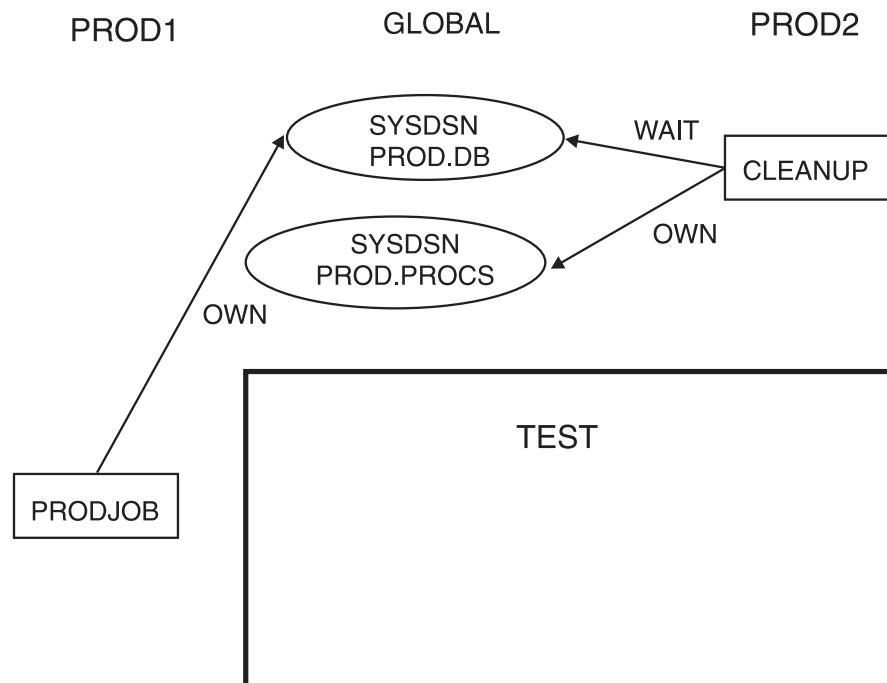 PROD1
GLOBAL
PROD2
SYSDSN
PROD.DB
WAIT
CLEANUP
SYSDSN
PROD.PROCS
OWN
OWN
TEST
PRODJOB